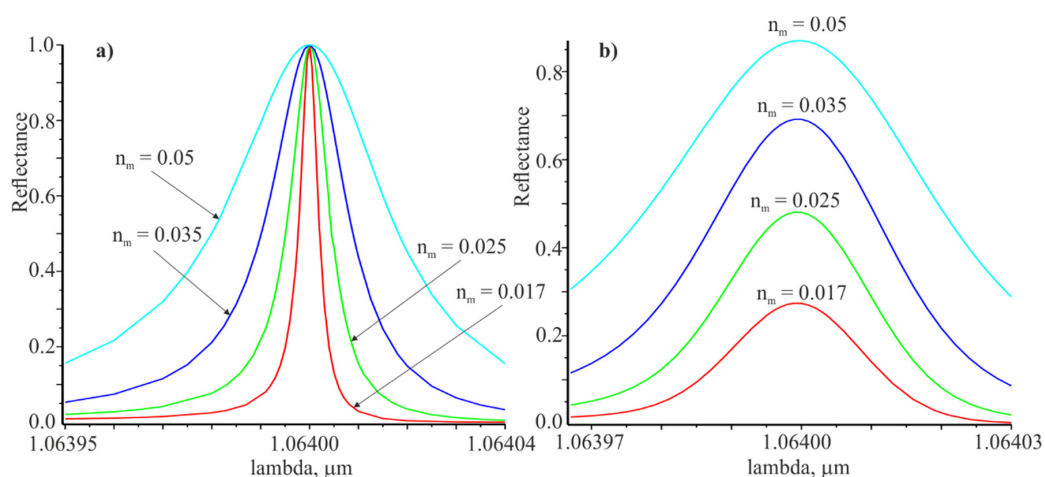 a)
1.0
0.8
0.6
0.4
0.2
0.0
Reflectance
n_m = 0.05
n_m = 0.035
n_m = 0.025
n_m = 0.017
1.06395
1.06400
1.06404
lambda, μm
b)
0.8
0.6
0.4
0.2
0.0
Reflectance
n_m = 0.05
n_m = 0.035
n_m = 0.025
n_m = 0.017
1.06397
1.06400
1.06403
lambda, μm